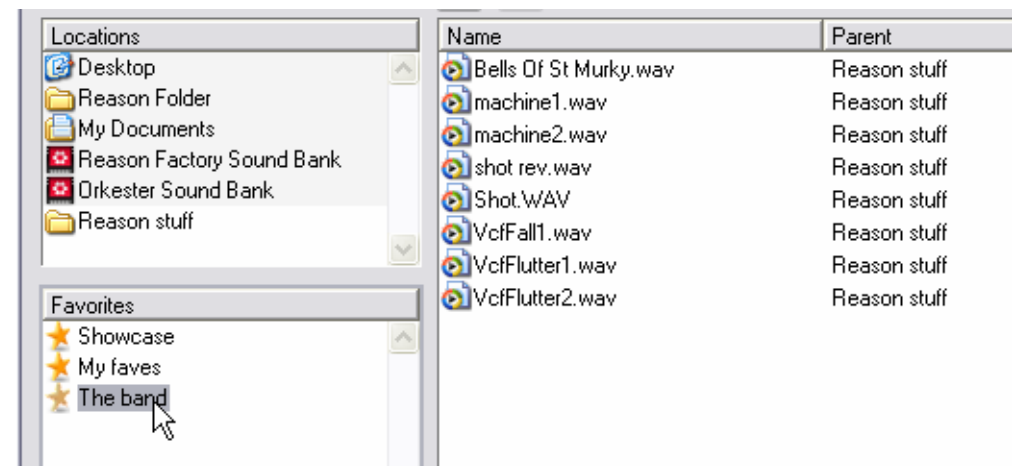 Locations
Desktop
Reason Folder
My Documents
Reason Factory Sound Bank
Orkester Sound Bank
Reason stuff
Favorites
Showcase
My faves
The band
Name Parent
Bells Of St Murky.wav Reason stuff
machine1.wav Reason stuff
machine2.wav Reason stuff
shot rev.wav Reason stuff
Shot.WAV Reason stuff
VcfFall1.wav Reason stuff
VcfFlutter1.wav Reason stuff
VcfFlutter2.wav Reason stuff